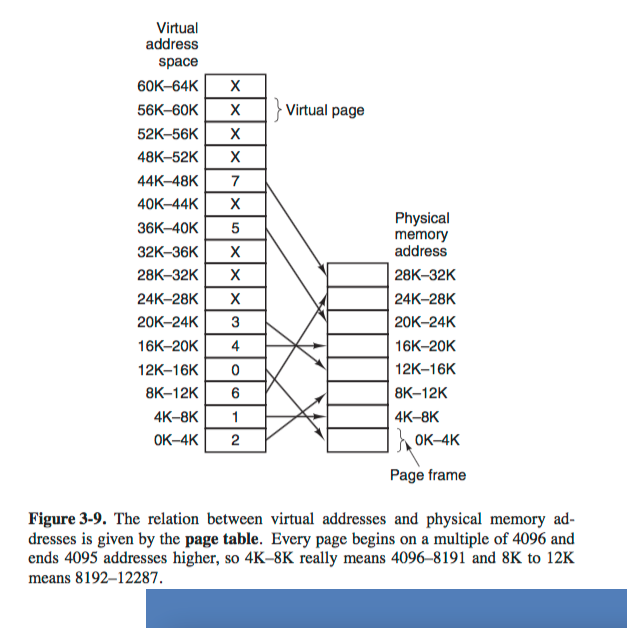 Virtual
address
space
60K–64K X
56K–60K X Virtual page
52K–56K X
48K–52K X
44K–48K 7
40K–44K X
36K–40K 5
32K–36K X
28K–32K X
24K–28K X
20K–24K 3
16K–20K 4
12K–16K 0
8K–12K 6
4K–8K 1
0K–4K 2
Physical
memory
address
28K–32K
24K–28K
20K–24K
16K–20K
12K–16K
8K–12K
4K–8K
0K–4K
Page frame
Figure 3-9. The relation between virtual addresses and physical memory ad-
dresses is given by the page table. Every page begins on a multiple of 4096 and
ends 4095 addresses higher, so 4K–8K really means 4096–8191 and 8K to 12K
means 8192–12287.